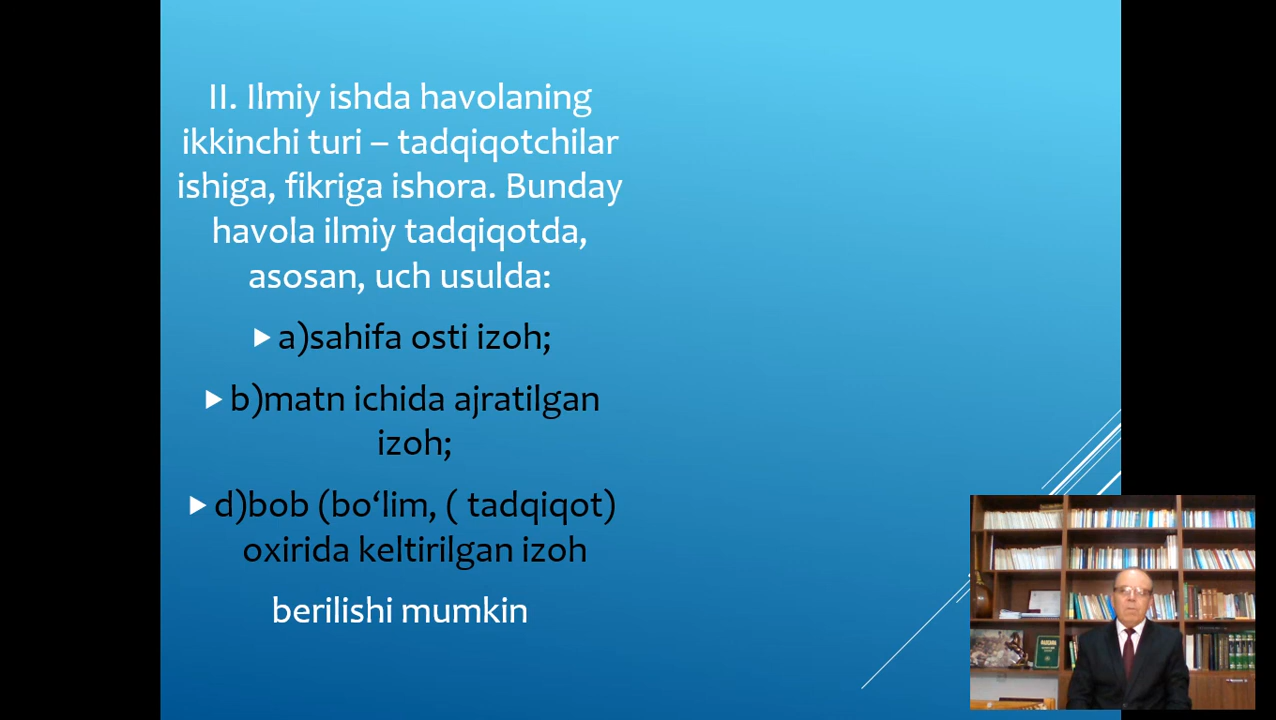 II. Ilmiy ishda havolaning
ikkinchi turi – tadqiqotchilar
ishiga, fikriga ishora. Bunday
havola ilmiy tadqiqotda,
asosan, uch usulda:
a)sahifa osti izoh;
b)matn ichida ajratilgan
izoh;
d)bob (bo‘lim, ( tadqiqot)
oxirida keltirilgan izoh
berilishi mumkin